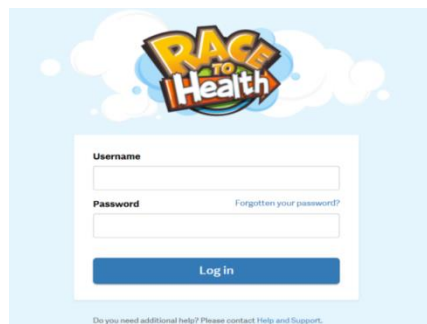 RACE
TO
Health
Username
Password Forgotten your password?
Log in
Do you need additional help? Please contact Help and Support.